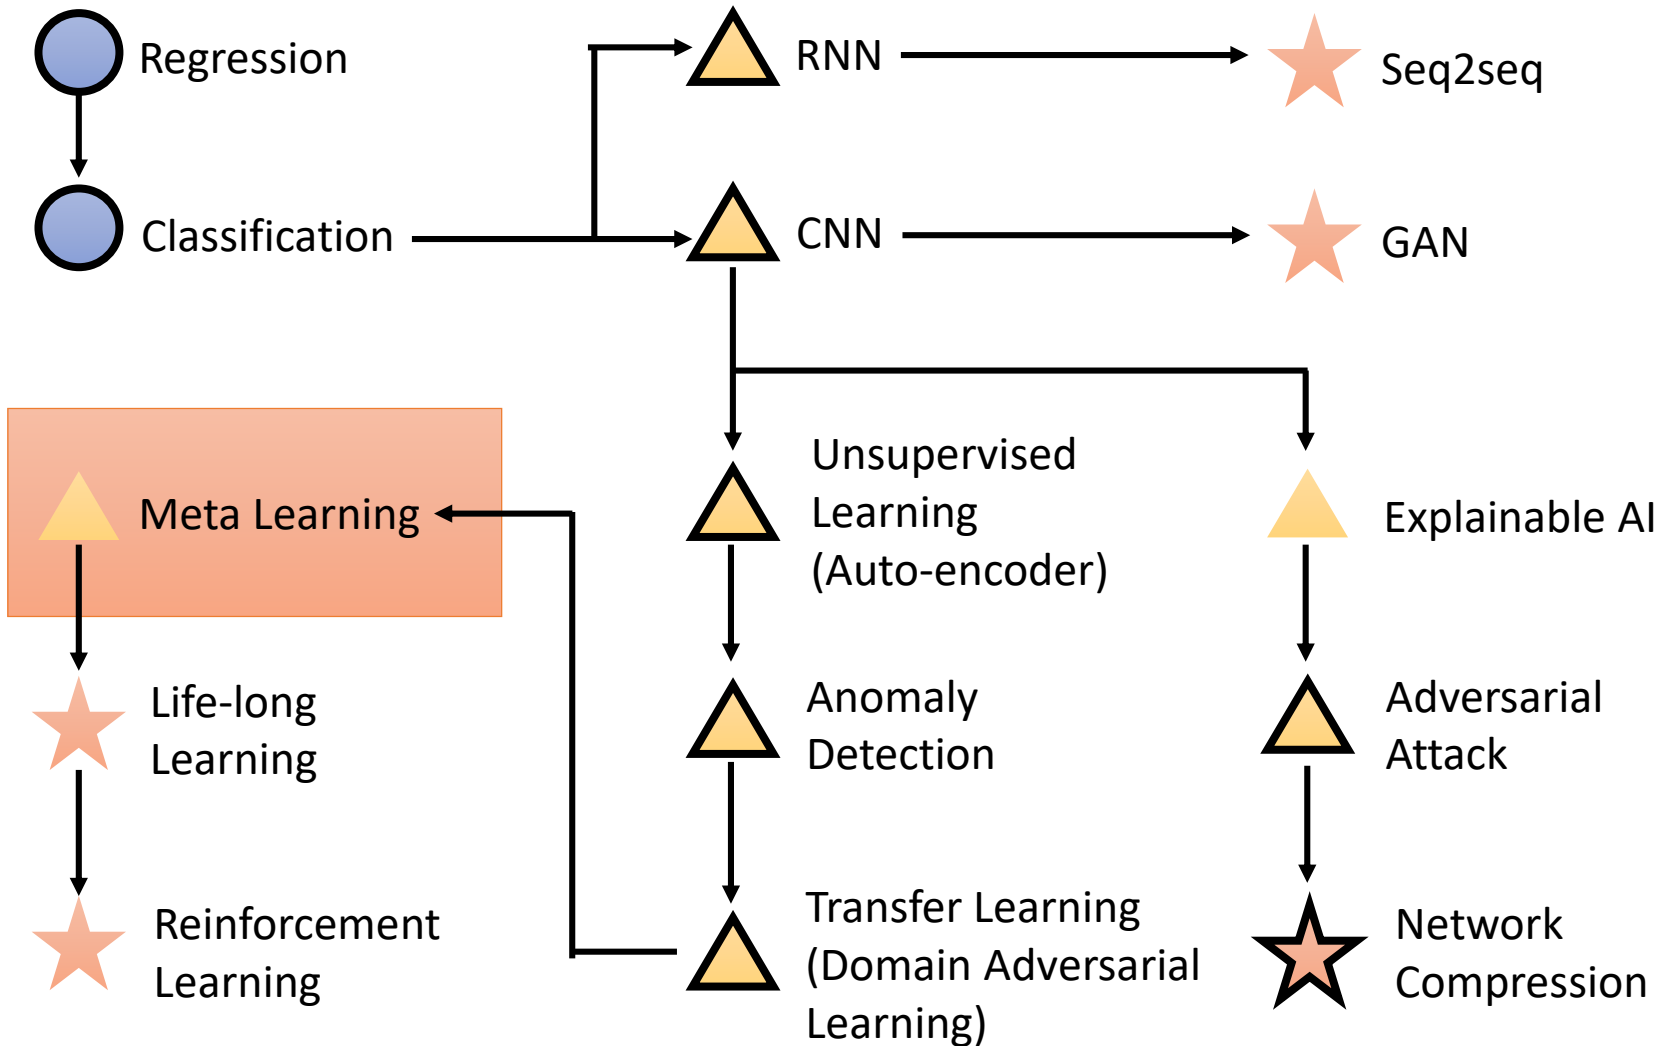 Regression
RNN
Seq2seq
Classification
CNN
GAN
Meta Learning
Unsupervised
Learning
(Auto-encoder)
Explainable AI
Life-long
Learning
Anomaly
Detection
Adversarial
Attack
Reinforcement
Learning
Transfer Learning
(Domain Adversarial
Learning)
Network
Compression